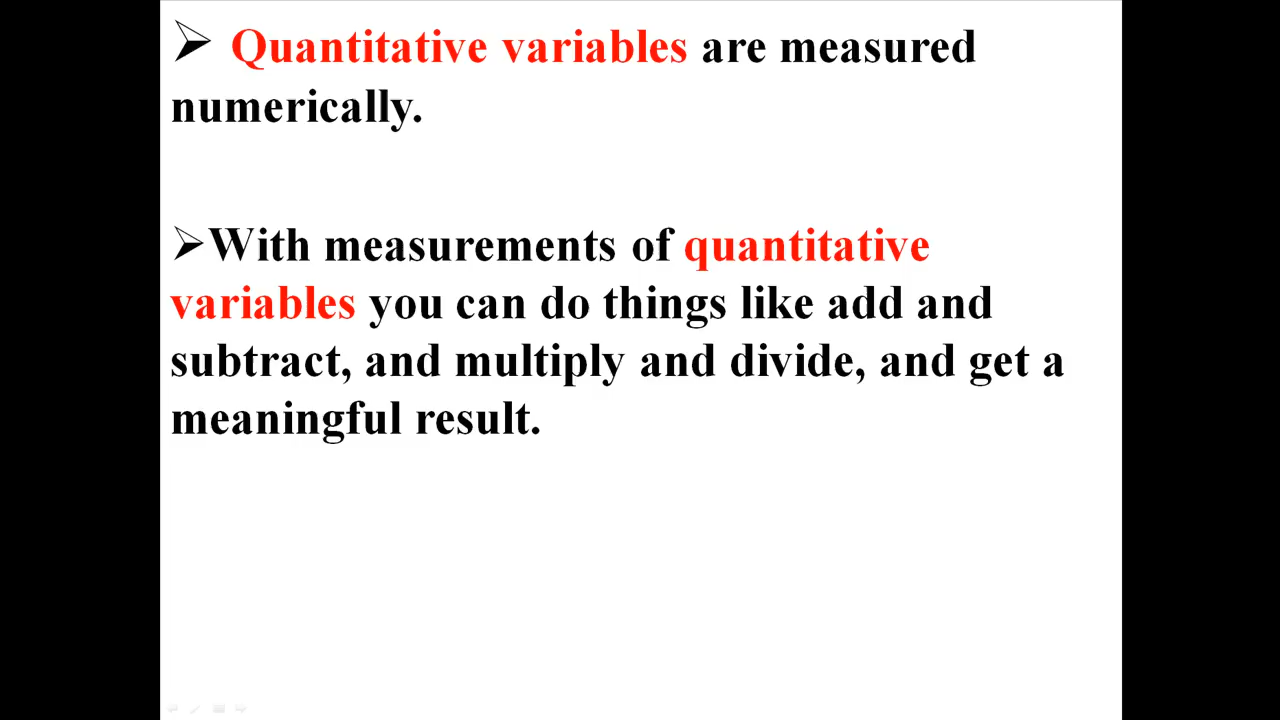 ➢ Quantitative variables are measured
numerically.
➢With measurements of quantitative
variables you can do things like add and
subtract, and multiply and divide, and get a
meaningful result.